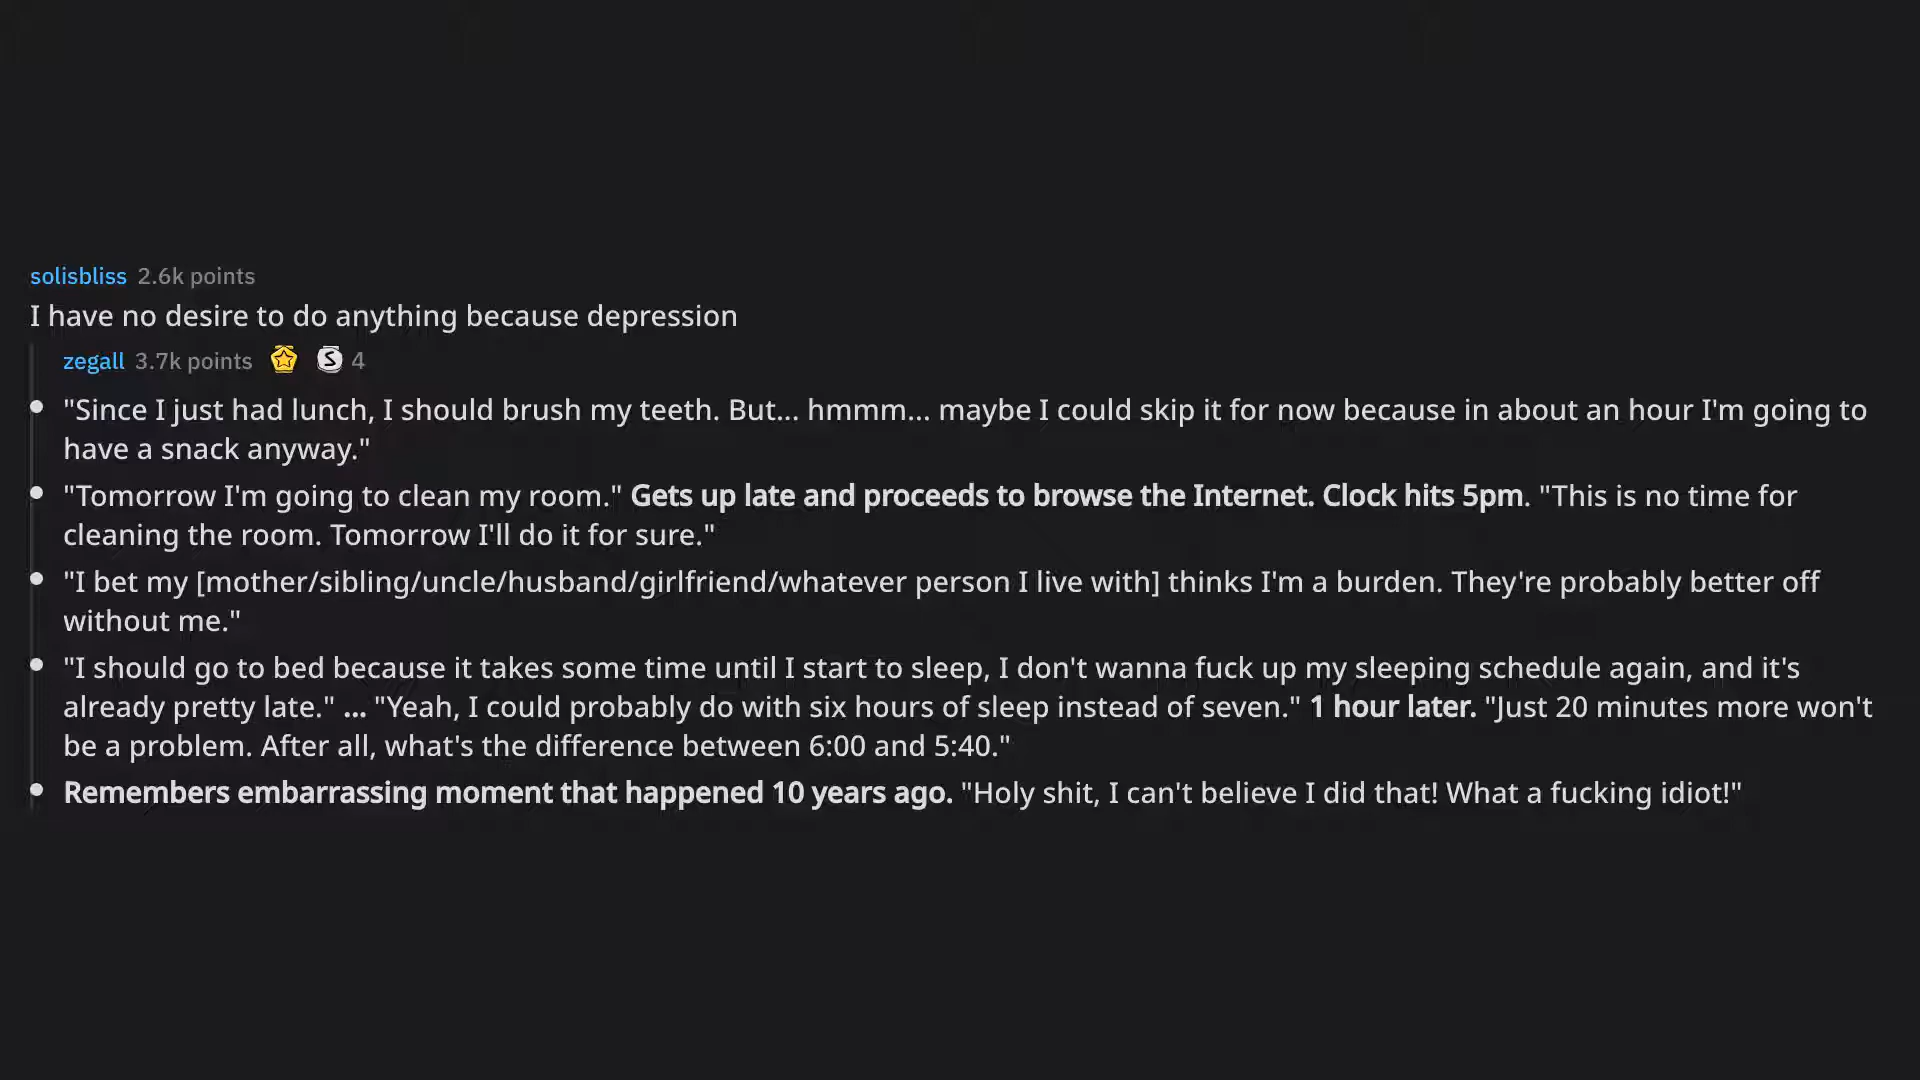 solisbliss 2.6k points
I have no desire to do anything because depression
zegall 3.7k points S 4
"Since I just had lunch, I should brush my teeth. But... hmmm... maybe I could skip it for now because in about an hour I'm going to
have a snack anyway."
"Tomorrow I'm going to clean my room." Gets up late and proceeds to browse the Internet. Clock hits 5pm. "This is no time for
cleaning the room. Tomorrow I'll do it for sure."
"I bet my [mother/sibling/uncle/husband/girlfriend/whatever person I live with] thinks I'm a burden. They're probably better off
without me."
"I should go to bed because it takes some time until I start to sleep, I don't wanna fuck up my sleeping schedule again, and it's
already pretty late." ... "Yeah, I could probably do with six hours of sleep instead of seven." 1 hour later. "Just 20 minutes more won't
be a problem. After all, what's the difference between 6:00 and 5:40."
Remembers embarrassing moment that happened 10 years ago. "Holy shit, I can't believe I did that! What a fucking idiot!"